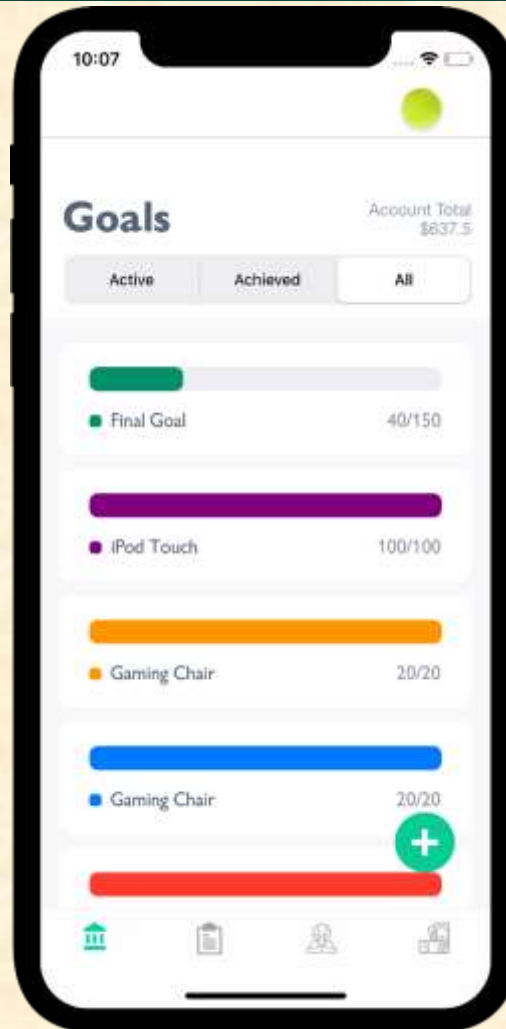 10:07
Goals
Account Total
$637.5
Active Achieved All
Final Goal 40/150
iPod Touch 100/100
Gaming Chair 20/20
Gaming Chair 20/20